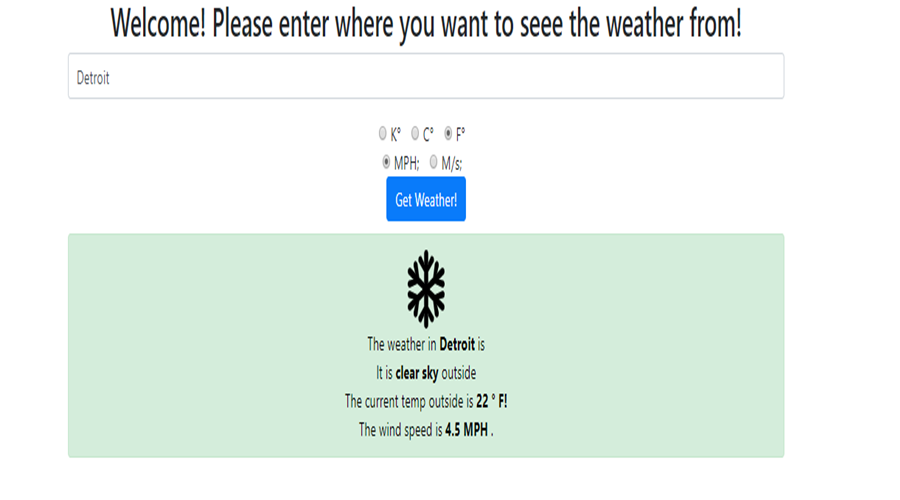 Welcome! Please enter where you want to seee the weather from!
Detroit
K° C° F°
MPH; M/s;
Get Weather!
The weather in Detroit is
It is clear sky outside
The current temp outside is 22 ° F!
The wind speed is 4.5 MPH .